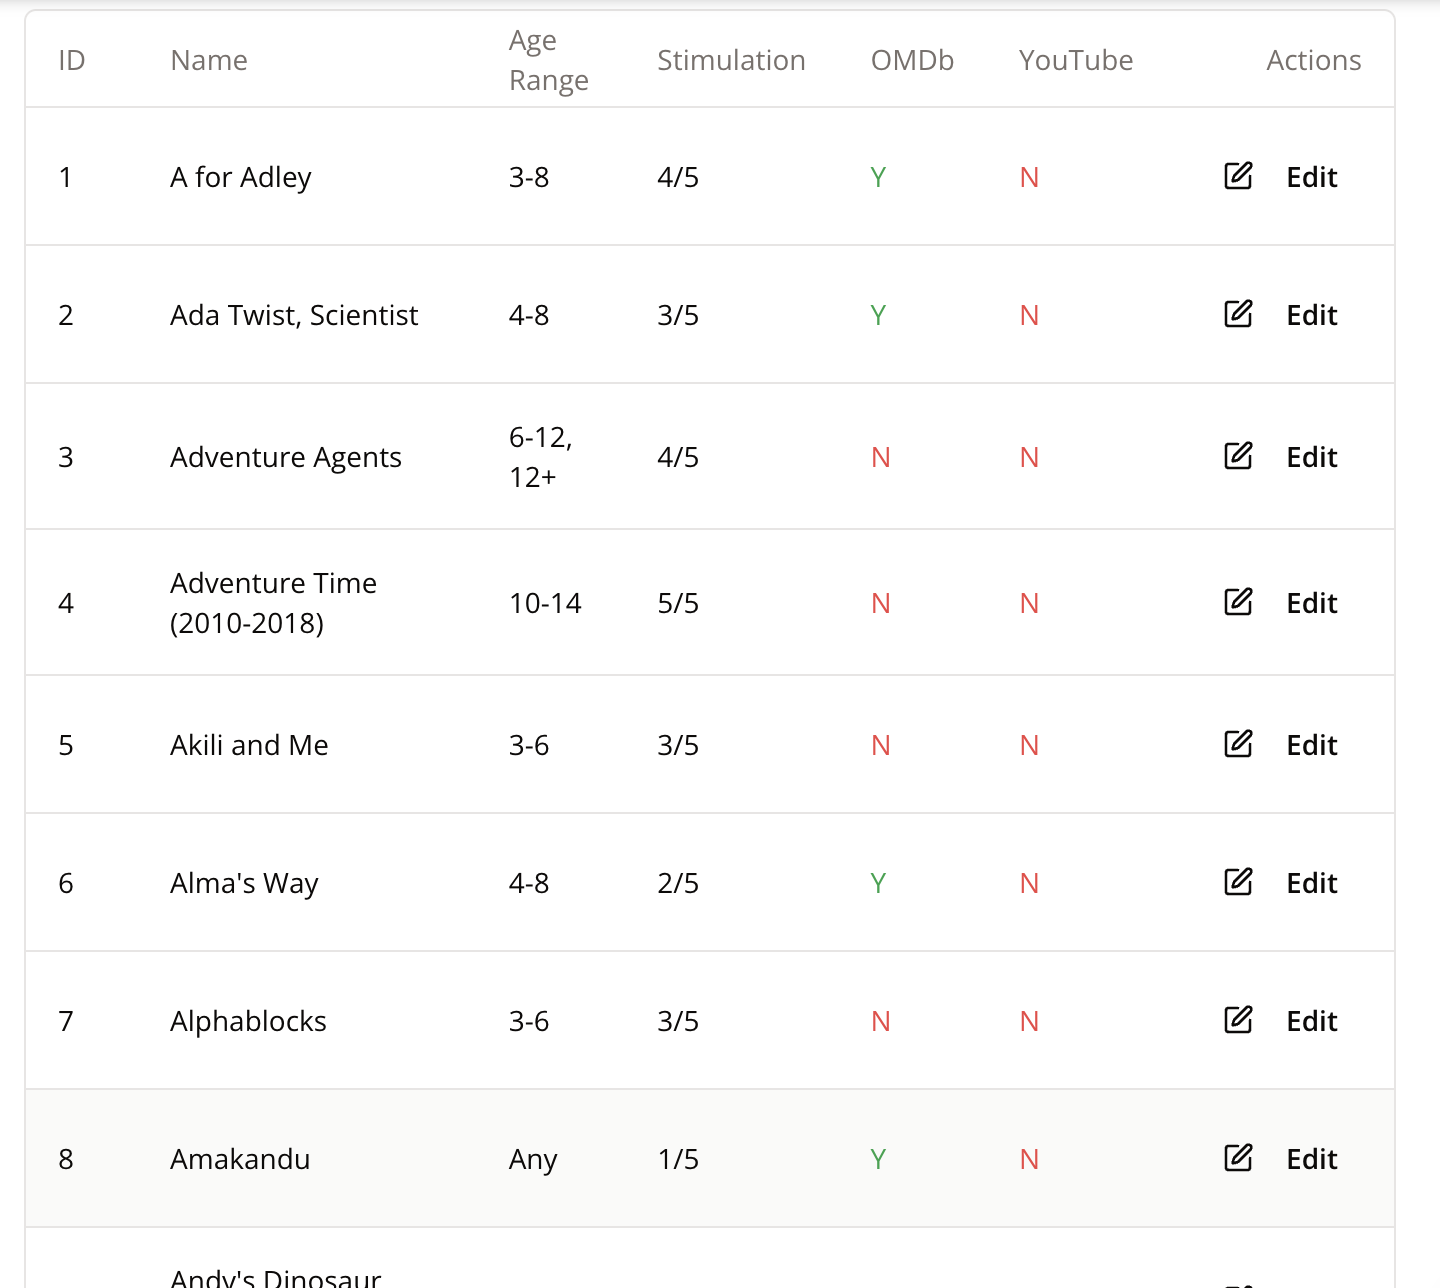 ID Name Age Range Stimulation OMDb YouTube Actions
1 A for Adley 3-8 4/5 Y N Edit
2 Ada Twist, Scientist 4-8 3/5 Y N Edit
3 Adventure Agents 6-12, 12+ 4/5 N N Edit
4 Adventure Time (2010-2018) 10-14 5/5 N N Edit
5 Akili and Me 3-6 3/5 N N Edit
6 Alma's Way 4-8 2/5 Y N Edit
7 Alphablocks 3-6 3/5 N N Edit
8 Amakandu Any 1/5 Y N Edit
Andy's Dinosaur